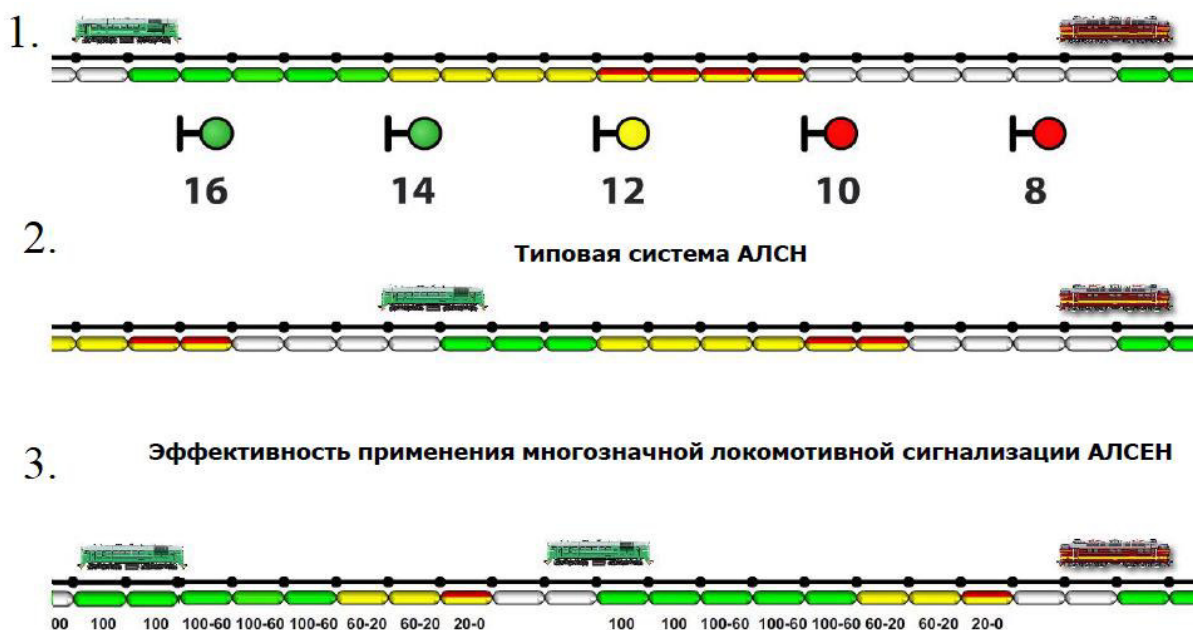 1.
16 14 12 10 8
2.
Типовая система АЛСН
3.
Эффективность применения многозначной локомотивной сигнализации АЛСЕН
00 100 100 100-60 100-60 100-60 60-20 60-20 20-0 100 100 100-60 100-60 100-60 60-20 60-20 20-0